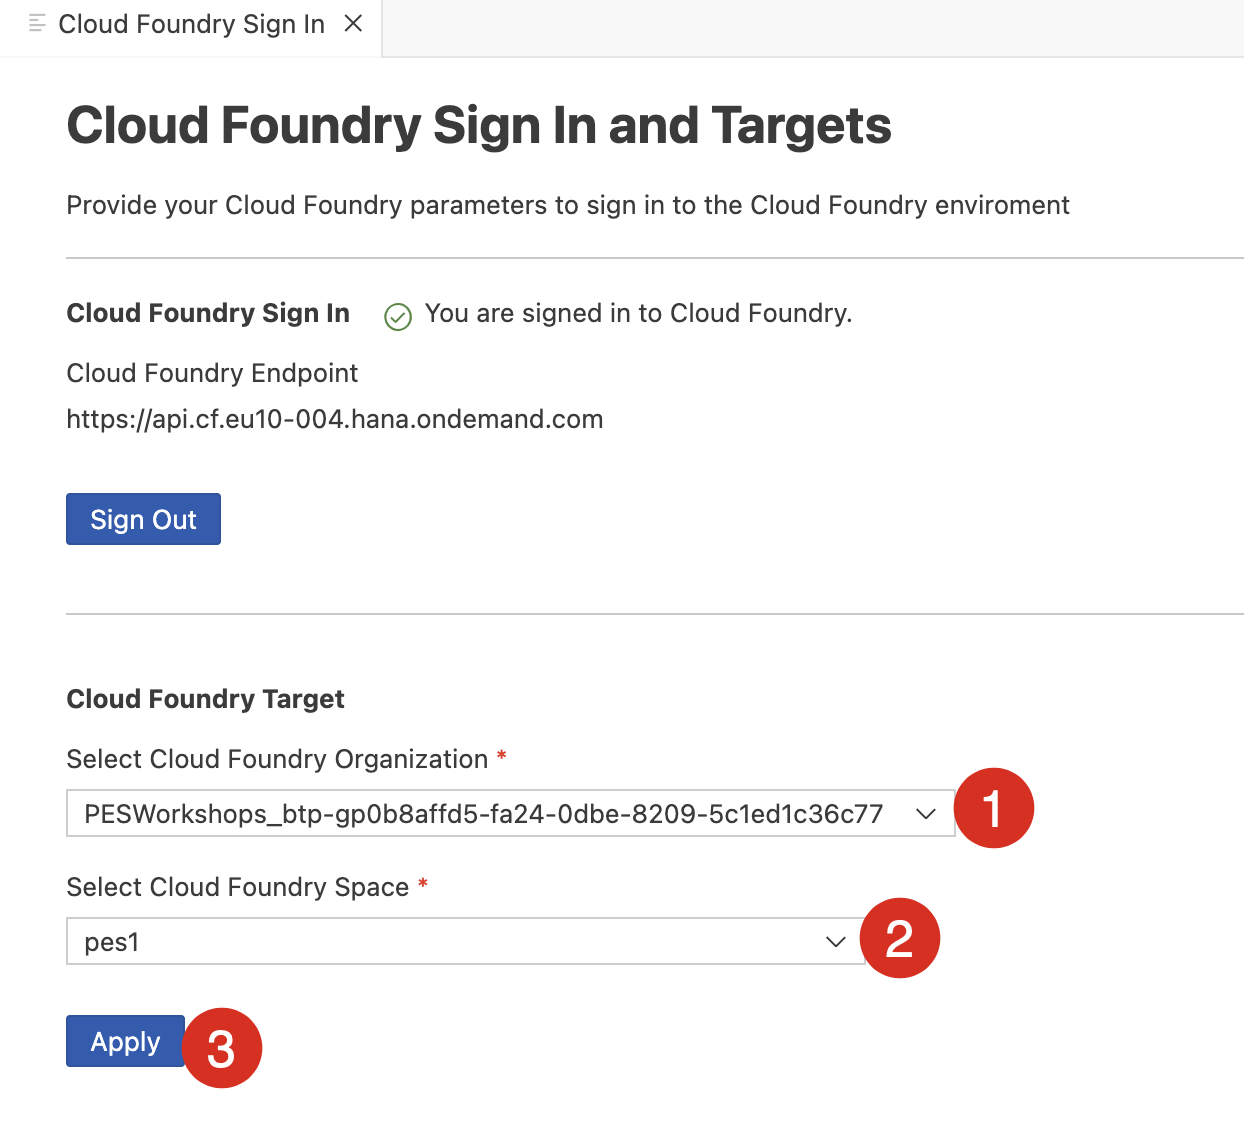 Cloud Foundry Sign In
Cloud Foundry Sign In and Targets
Provide your Cloud Foundry parameters to sign in to the Cloud Foundry enviroment
Cloud Foundry Sign In You are signed in to Cloud Foundry.
Cloud Foundry Endpoint
https://api.cf.eu10-004.hana.ondemand.com
Sign Out
Cloud Foundry Target
Select Cloud Foundry Organization *
PESWorkshops_btp-gp0b8affd5-fa24-0dbe-8209-5c1ed1c36c77 1
Select Cloud Foundry Space *
pes1 2
Apply 3